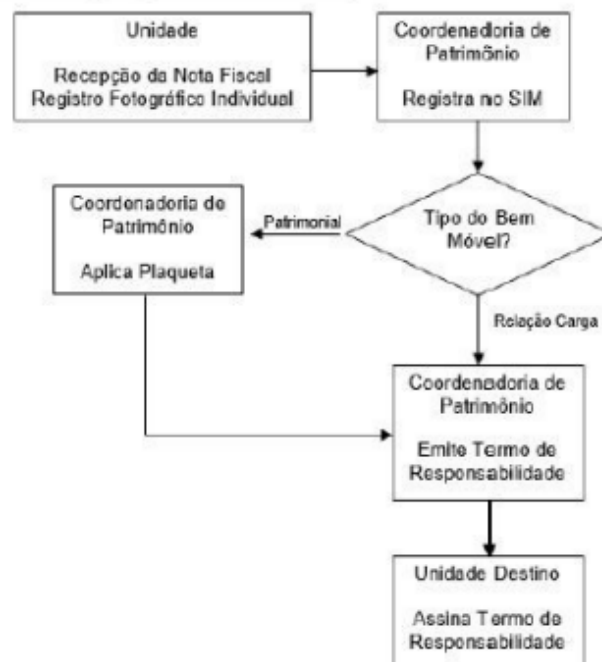 Unidade
Recepção da Nota Fiscal
Registro Fotográfico Individual
Coordenadoria de
Patrimônio
Registra no SIM
Tipo do Bem
Móvel?
Patrimonial
Coordenadoria de
Patrimônio
Aplica Plaqueta
Relação Carga
Coordenadoria de
Patrimônio
Emite Termo de
Responsabilidade
Unidade Destino
Assina Termo de
Responsabilidade